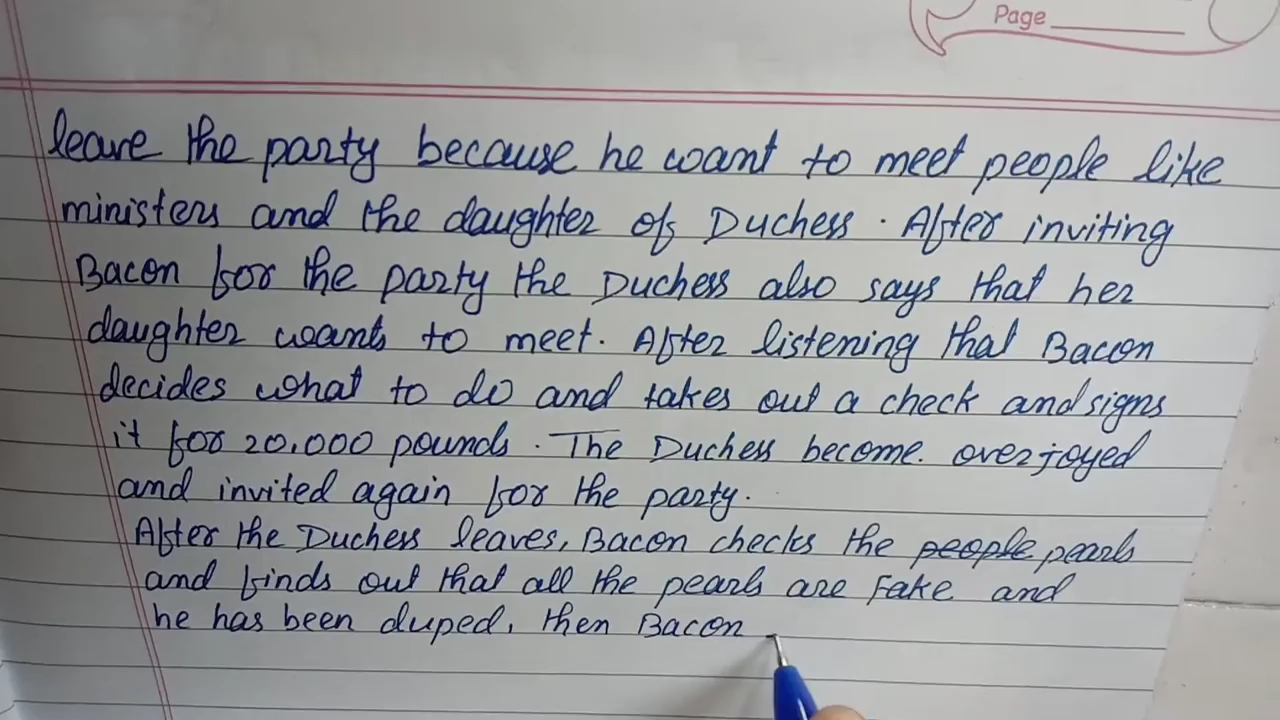 Page
leave the party because he want to meet people like
ministers and the daughter of Duchess. After inviting
Bacon for the party the Duchess also says that her
daughter wants to meet. After listening that Bacon
decides what to do and takes out a check and signs
it for 20,000 pounds. The Duchess become. overjoyed
and invited again for the party.
After the Duchess leaves, Bacon checks the people pearls
and finds out that all the pearls are Fake and
he has been duped, then Bacon